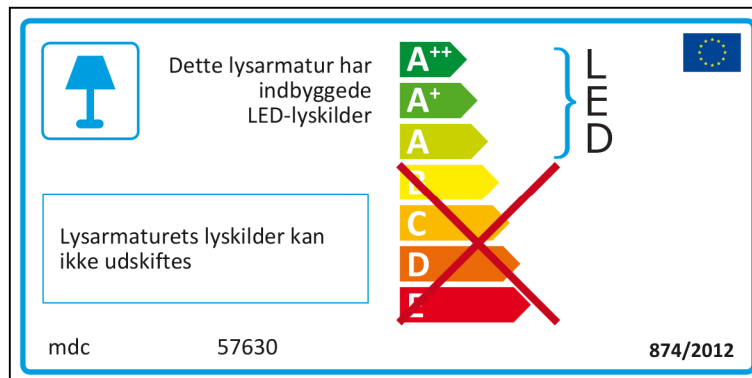 Dette lysarmatur har
indbyggede
LED-lyskilder
A++
A+
A
B
C
D
E
L
E
D
Lysarmaturets lyskilder kan
ikke udskiftes
mdc 57630
874/2012